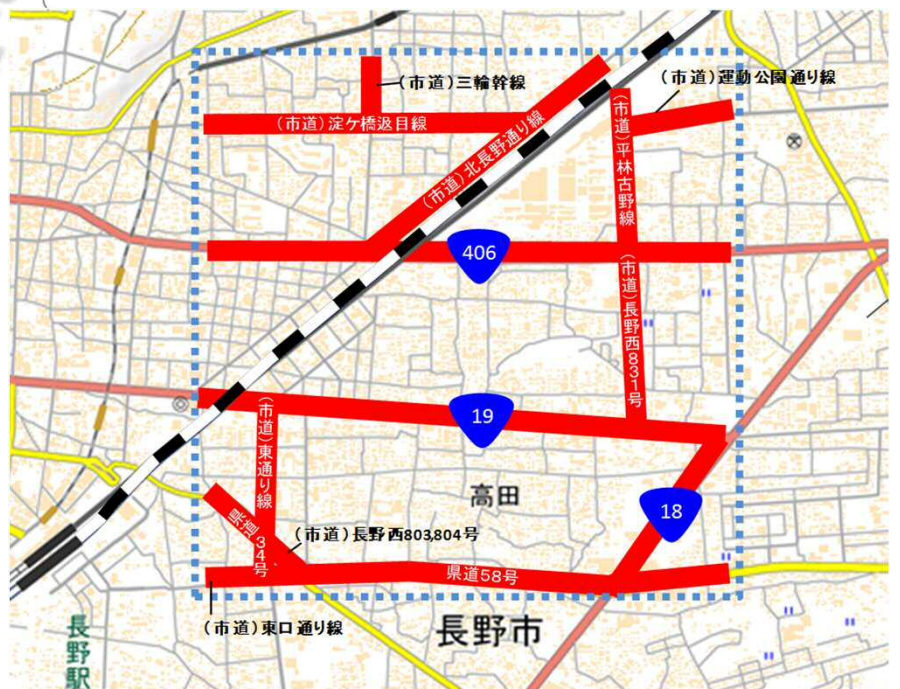 (市道)三輪幹線
(市道)運動公園通り線
(市道)淀ケ橋返目線
(市道)北長野通り線
(市道)平林古野線
406
(市道)長野西831号
19
(市道)東通り線
高田
18
県道34号
(市道)長野西803,804号
県道58号
(市道)東口通り線
長野市
長野駅